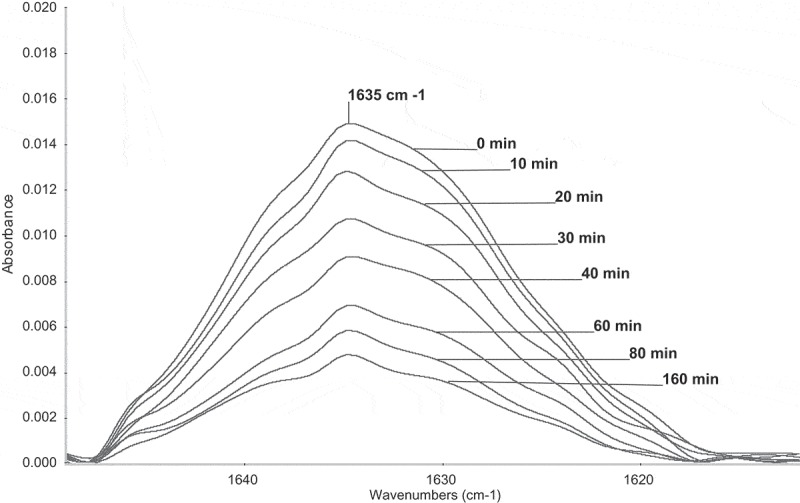 0.020
0.018
0.016
1635 cm -1
0.014
0 min
10 min
0.012
20 min
0.010
30 min
Absorbance
0.008
40 min
0.006
60 min
80 min
0.004
160 min
0.002
0.000
1640
1630
1620
Wavenumbers (cm-1)